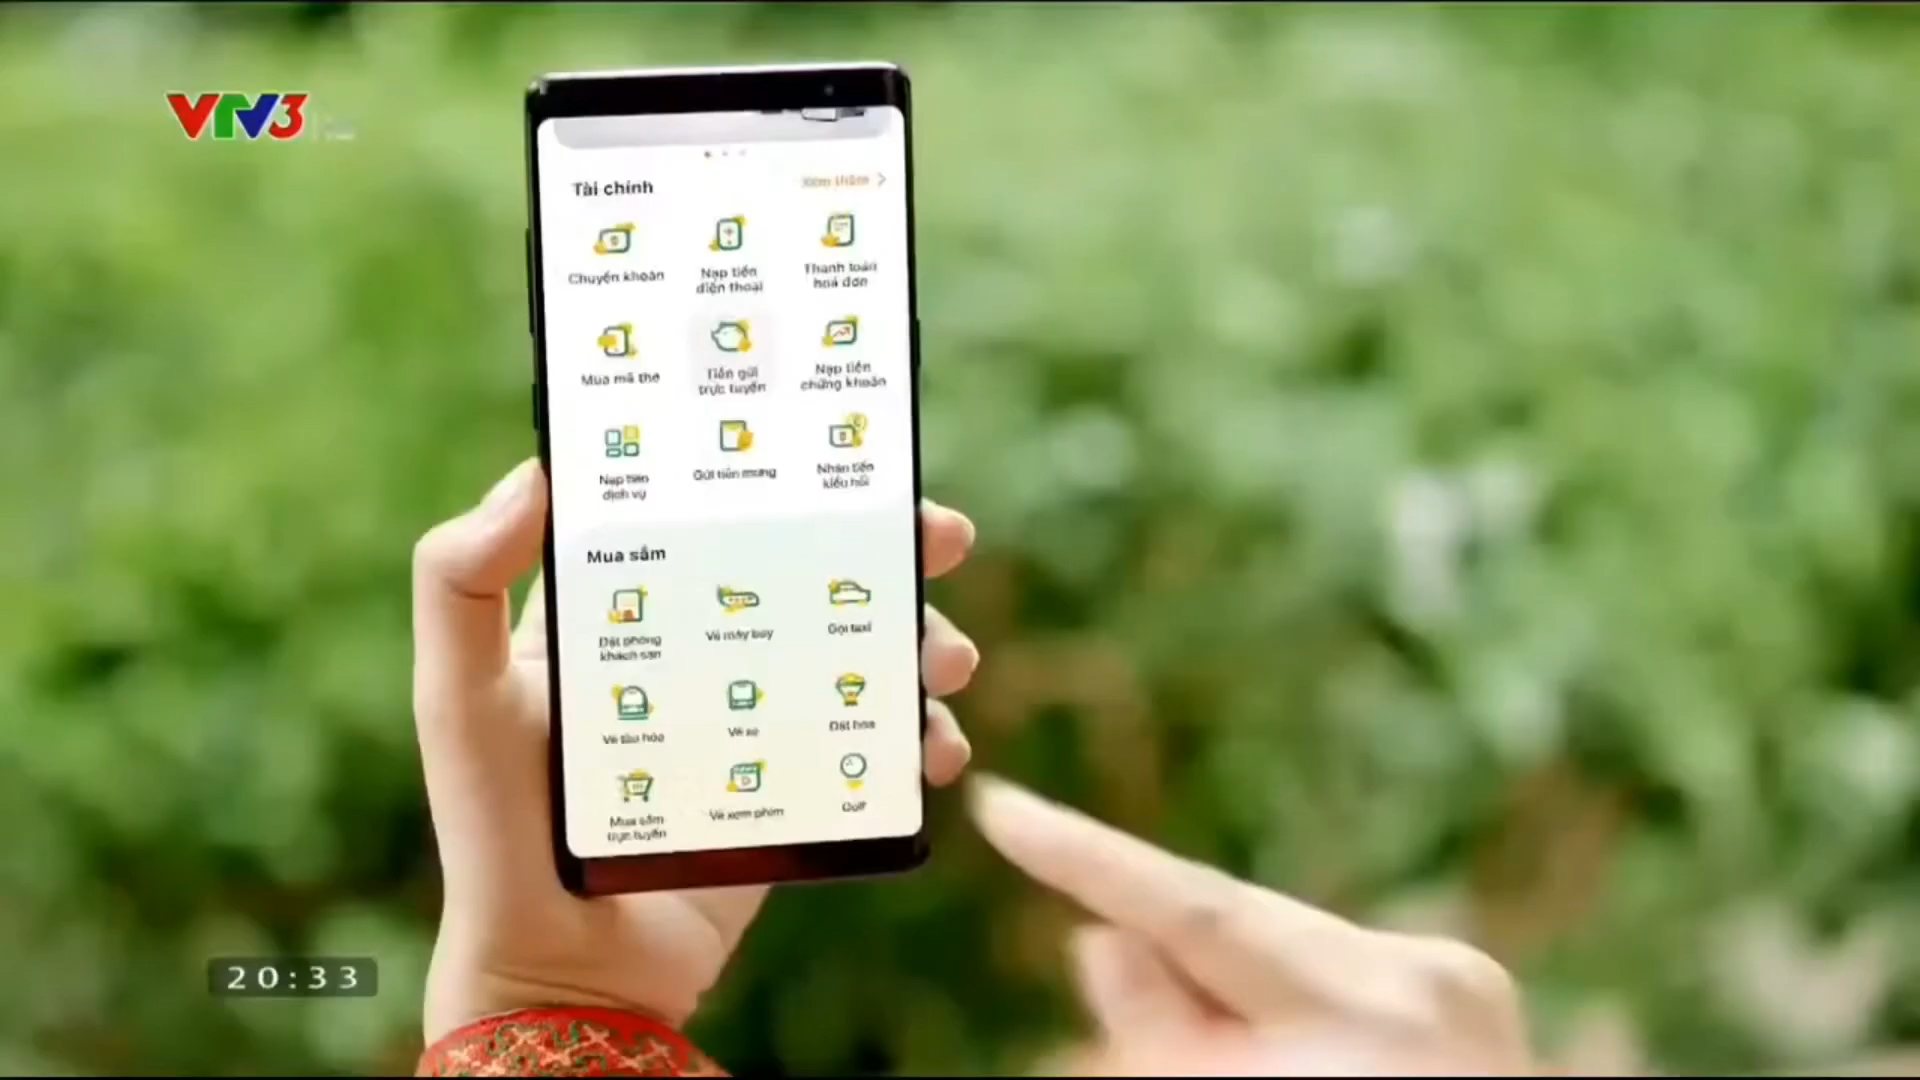 VTV3
Tài chính
Xem thêm
Chuyển khoản
Nạp tiền
điện thoại
Thanh toán
hoá đơn
Mua mã thẻ
Tiền gửi
trực tuyến
Nạp tiền
chứng khoán
Nạp tiền
dịch vụ
Gửi tiền mừng
Nhận tiền
kiều hối
Mua sắm
Đặt phòng
khách sạn
Vé máy bay
Gọi taxi
Vé tàu hỏa
Vé xe
Đặt hoa
Mua sắm
trực tuyến
Vé xem phim
Golf
20:33